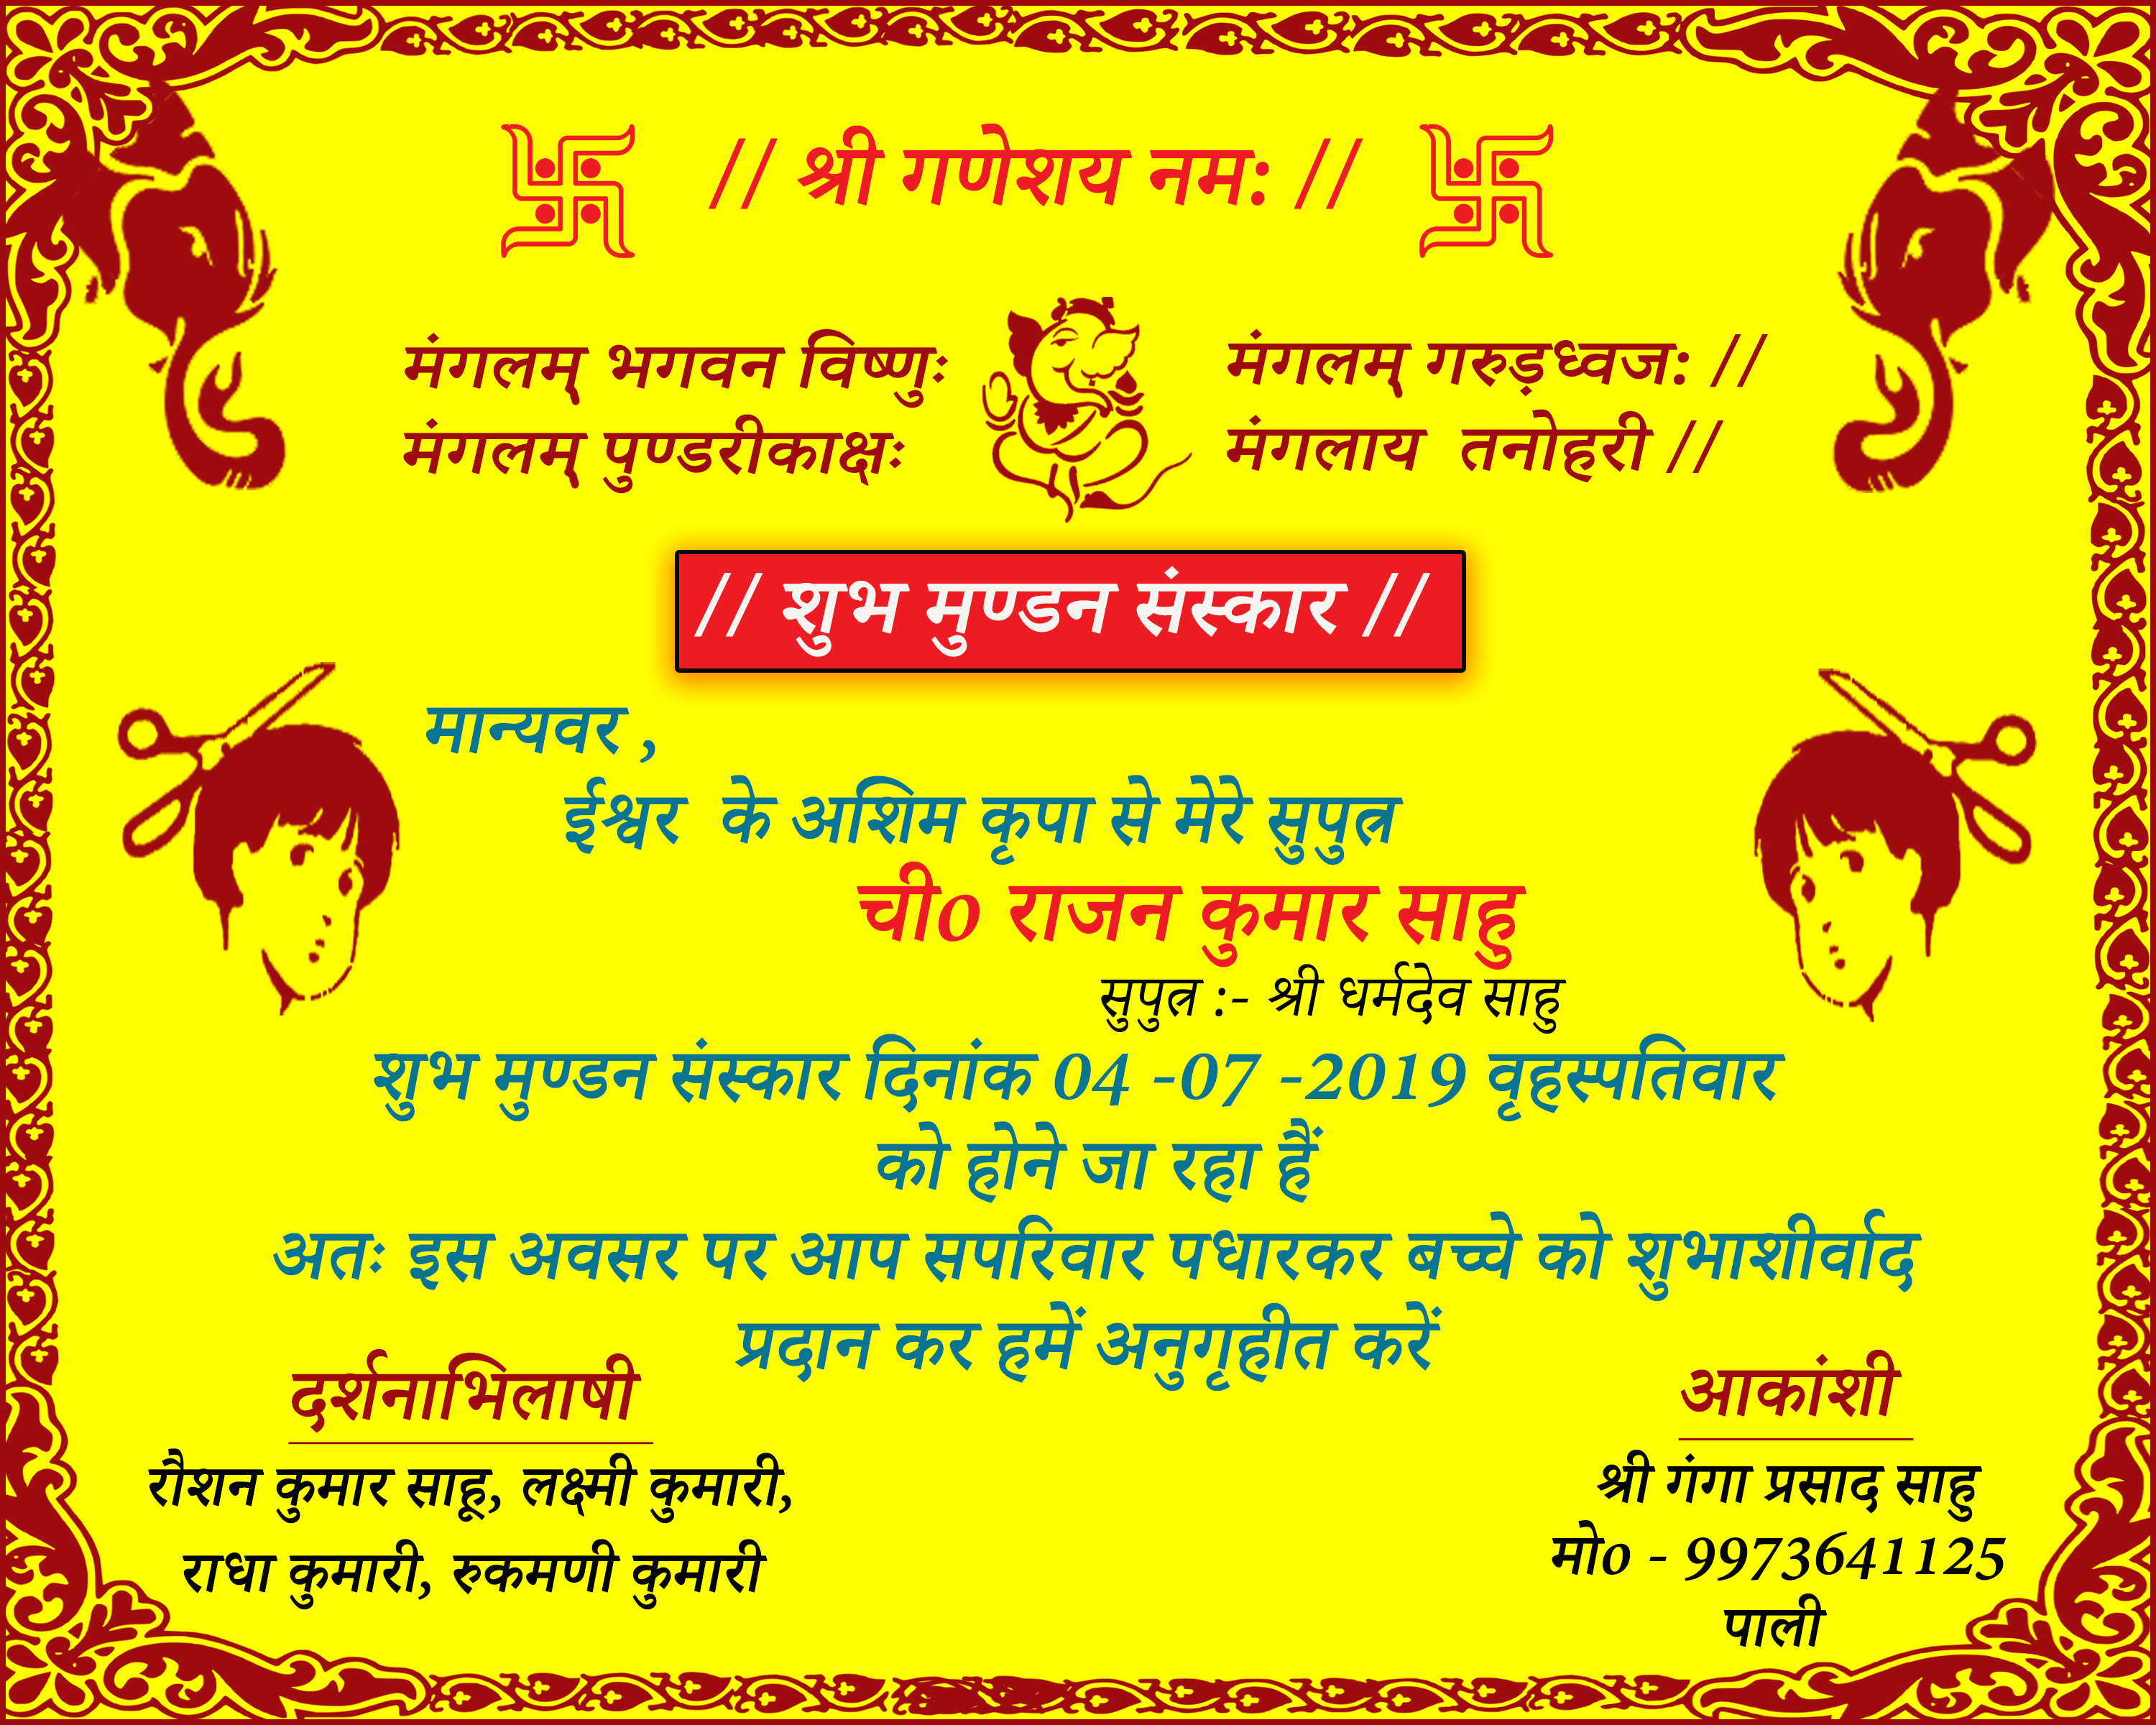 // श्री गणेशय नम: //
मंगलम् भगवन विष्णुः मंगलम् गरुड़ध्वज: //
मंगलम् पुण्डरीकाक्षः मंगलाय तनोहरी //
// शुभ मुण्डन संस्कार //
मान्यवर ,
ईश्वर के अशिम कृपा से मेरे सुपुत्र
ची0 राजन कुमार साहु
सुपुत्र :- श्री धर्मदेव साहु
शुभ मुण्डन संस्कार दिनांक 04 -07 -2019 वृहस्पतिवार
को होने जा रहा हैं
अतः इस अवसर पर आप सपरिवार पधारकर बच्चे को शुभाशीर्वाद
प्रदान कर हमें अनुगृहीत करें
दर्शनाभिलाषी
रौशन कुमार साहू, लक्ष्मी कुमारी,
राधा कुमारी, रुकमणी कुमारी
आकांशी
श्री गंगा प्रसाद साहु
मो0 - 9973641125
पाली